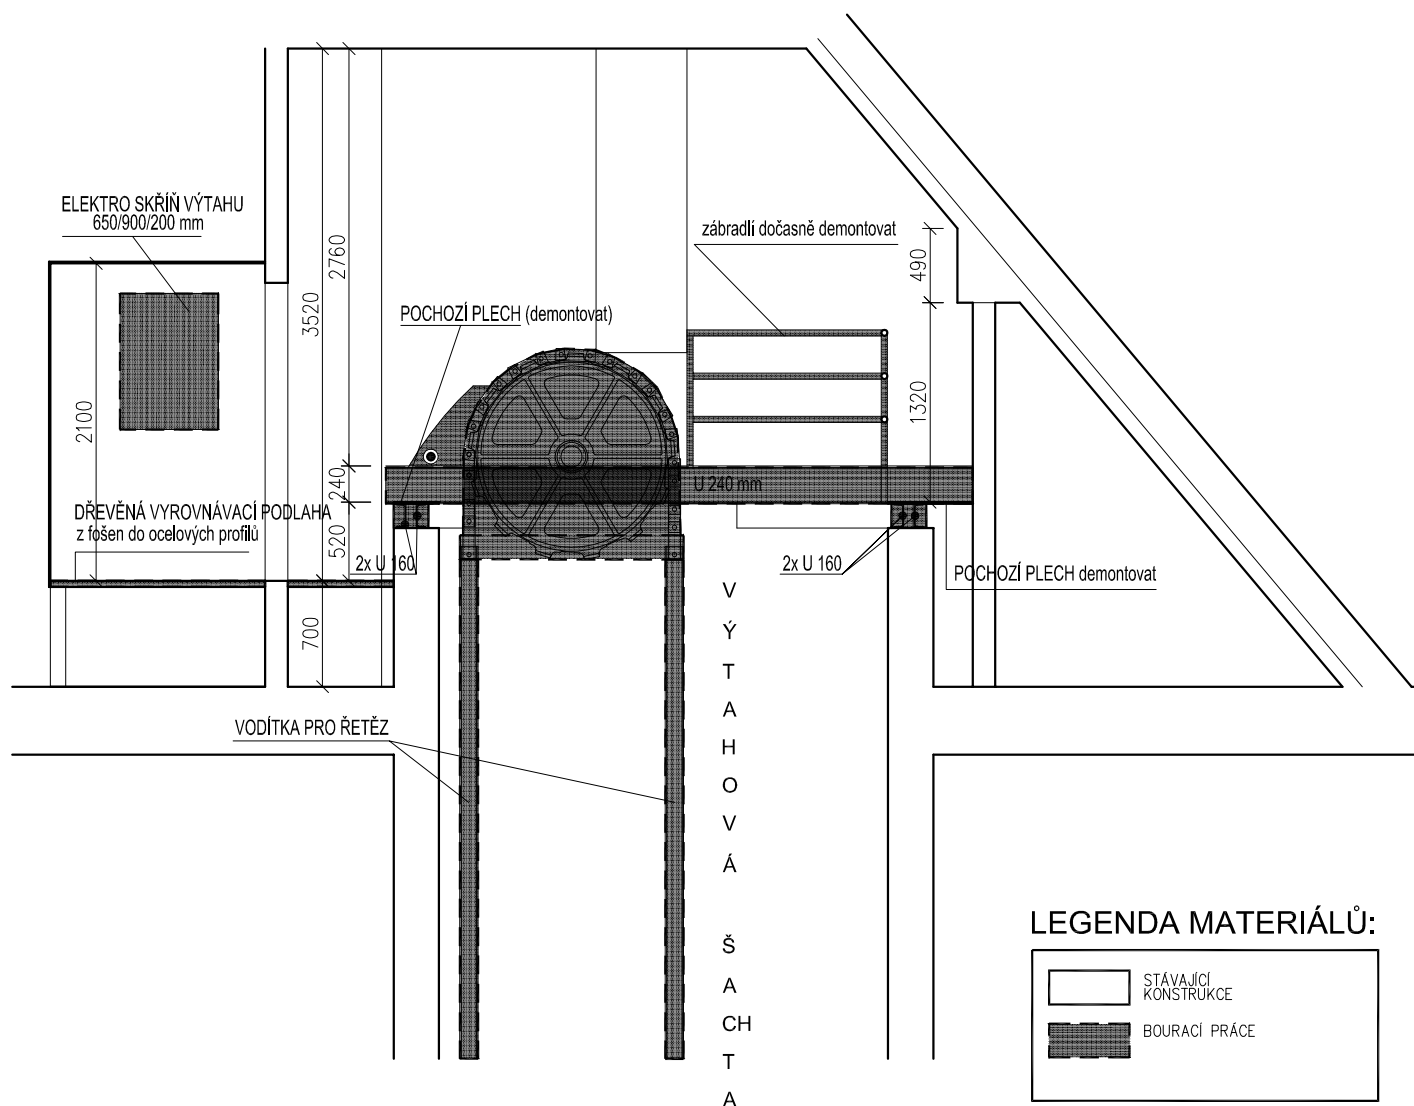 ELEKTRO SKŘÍŇ VÝTAHU
650/900/200 mm
zábradlí dočasně demontovat
490
2760
3520
POCHOZÍ PLECH (demontovat)
1320
2100
240
U 240 mm
DŘEVĚNÁ VYROVNÁVACÍ PODLAHA
z fošen do ocelových profilů
520
2x U 160
2x U 160
POCHOZÍ PLECH demontovat
700
VODÍTKA PRO ŘETĚZ
V
Ý
T
A
H
O
V
Á
Š
A
CH
T
A
LEGENDA MATERIÁLŮ:
STÁVAJÍCÍ
KONSTRUKCE
BOURACÍ PRÁCE